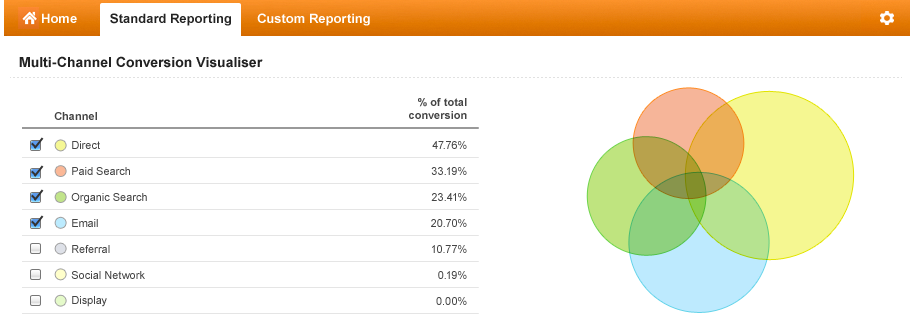 Home Standard Reporting Custom Reporting
Multi-Channel Conversion Visualiser
Channel % of total conversion
Direct 47.76%
Paid Search 33.19%
Organic Search 23.41%
Email 20.70%
Referral 10.77%
Social Network 0.19%
Display 0.00%